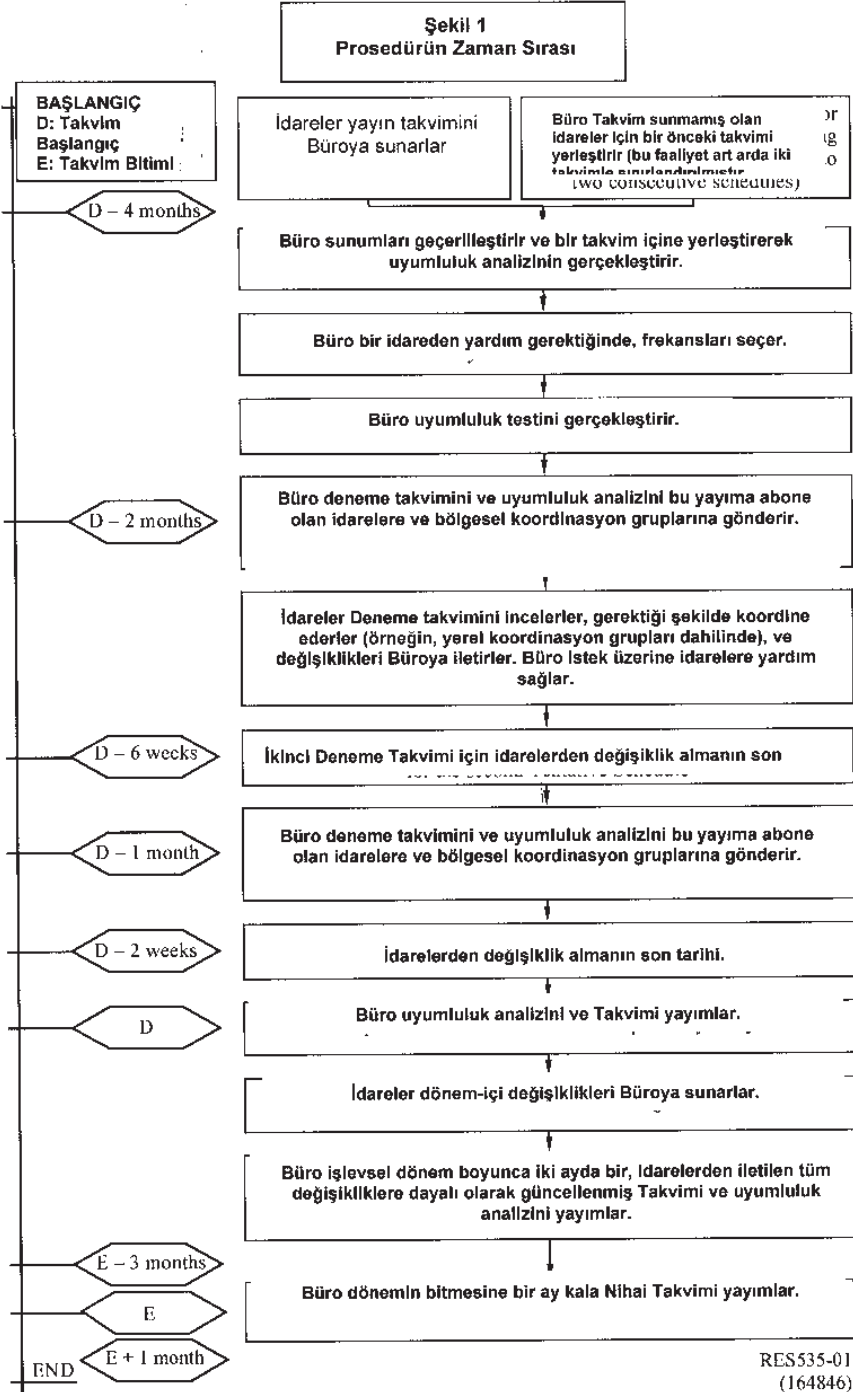 Şekil 1
Prosedürün Zaman Sırası
BAŞLANGIÇ
D: Takvim
Başlangıç
E: Takvim Bitimi
İdareler yayın takvimini
Büroya sunarlar
Büro Takvim sunmamış olan
idareler için bir önceki takvimi
yerleştirir (bu faaliyet art arda iki
takvimle sınırlandırılmıştır
two consecutive schedules)
D – 4 months
Büro sunumları geçerlileştirir ve bir takvim içine yerleştirerek
uyumluluk analizinin gerçekleştirir.
Büro bir idareden yardım gerektiğinde, frekansları seçer.
Büro uyumluluk testini gerçekleştirir.
D – 2 months
Büro deneme takvimini ve uyumluluk analizini bu yayıma abone
olan idarelere ve bölgesel koordinasyon gruplarına gönderir.
İdareler Deneme takvimini incelerler, gerektiği şekilde koordine
ederler (örneğin, yerel koordinasyon grupları dahilinde), ve
değişiklikleri Büroya iletirler. Büro istek üzerine idarelere yardım
sağlar.
D – 6 weeks
İkinci Deneme Takvimi için idarelerden değişiklik almanın son
for the second Tentative Schedule
D – 1 month
Büro deneme takvimini ve uyumluluk analizini bu yayıma abone
olan idarelere ve bölgesel koordinasyon gruplarına gönderir.
D – 2 weeks
İdarelerden değişiklik almanın son tarihi.
D
Büro uyumluluk analizini ve Takvimi yayımlar.
İdareler dönem-içi değişiklikleri Büroya sunarlar.
Büro işlevsel dönem boyunca iki ayda bir, idarelerden iletilen tüm
değişikliklere dayalı olarak güncellenmiş Takvimi ve uyumluluk
analizini yayımlar.
E – 3 months
Büro dönemin bitmesine bir ay kala Nihai Takvimi yayımlar.
E
E + 1 month
END
RES535-01
(164846)